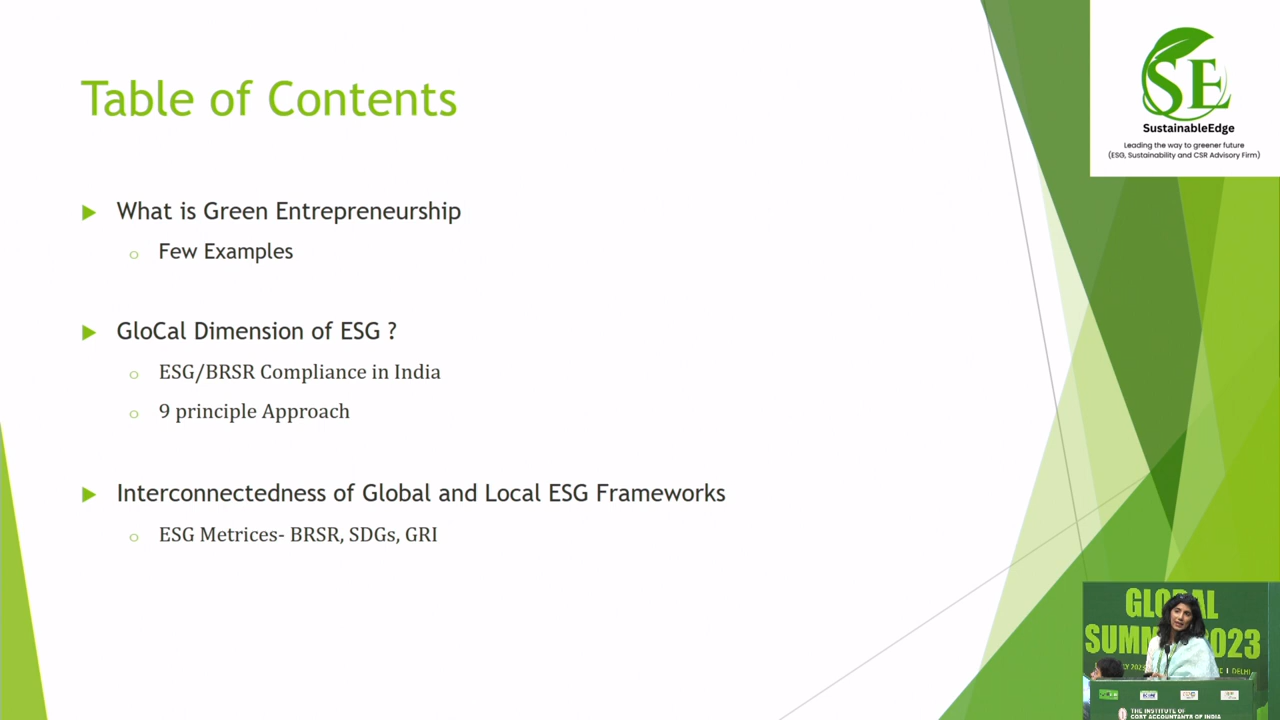 Table of Contents
What is Green Entrepreneurship
Few Examples
GloCal Dimension of ESG ?
ESG/BRSR Compliance in India
9 principle Approach
Interconnectedness of Global and Local ESG Frameworks
ESG Metrices- BRSR, SDGs, GRI
SE
SustainableEdge
Leading the way to greener future
(ESG, Sustainability and CSR Advisory Firm)
2023
DELHI
THE INSTITUTE OF
COST ACCOUNTANTS OF INDIA